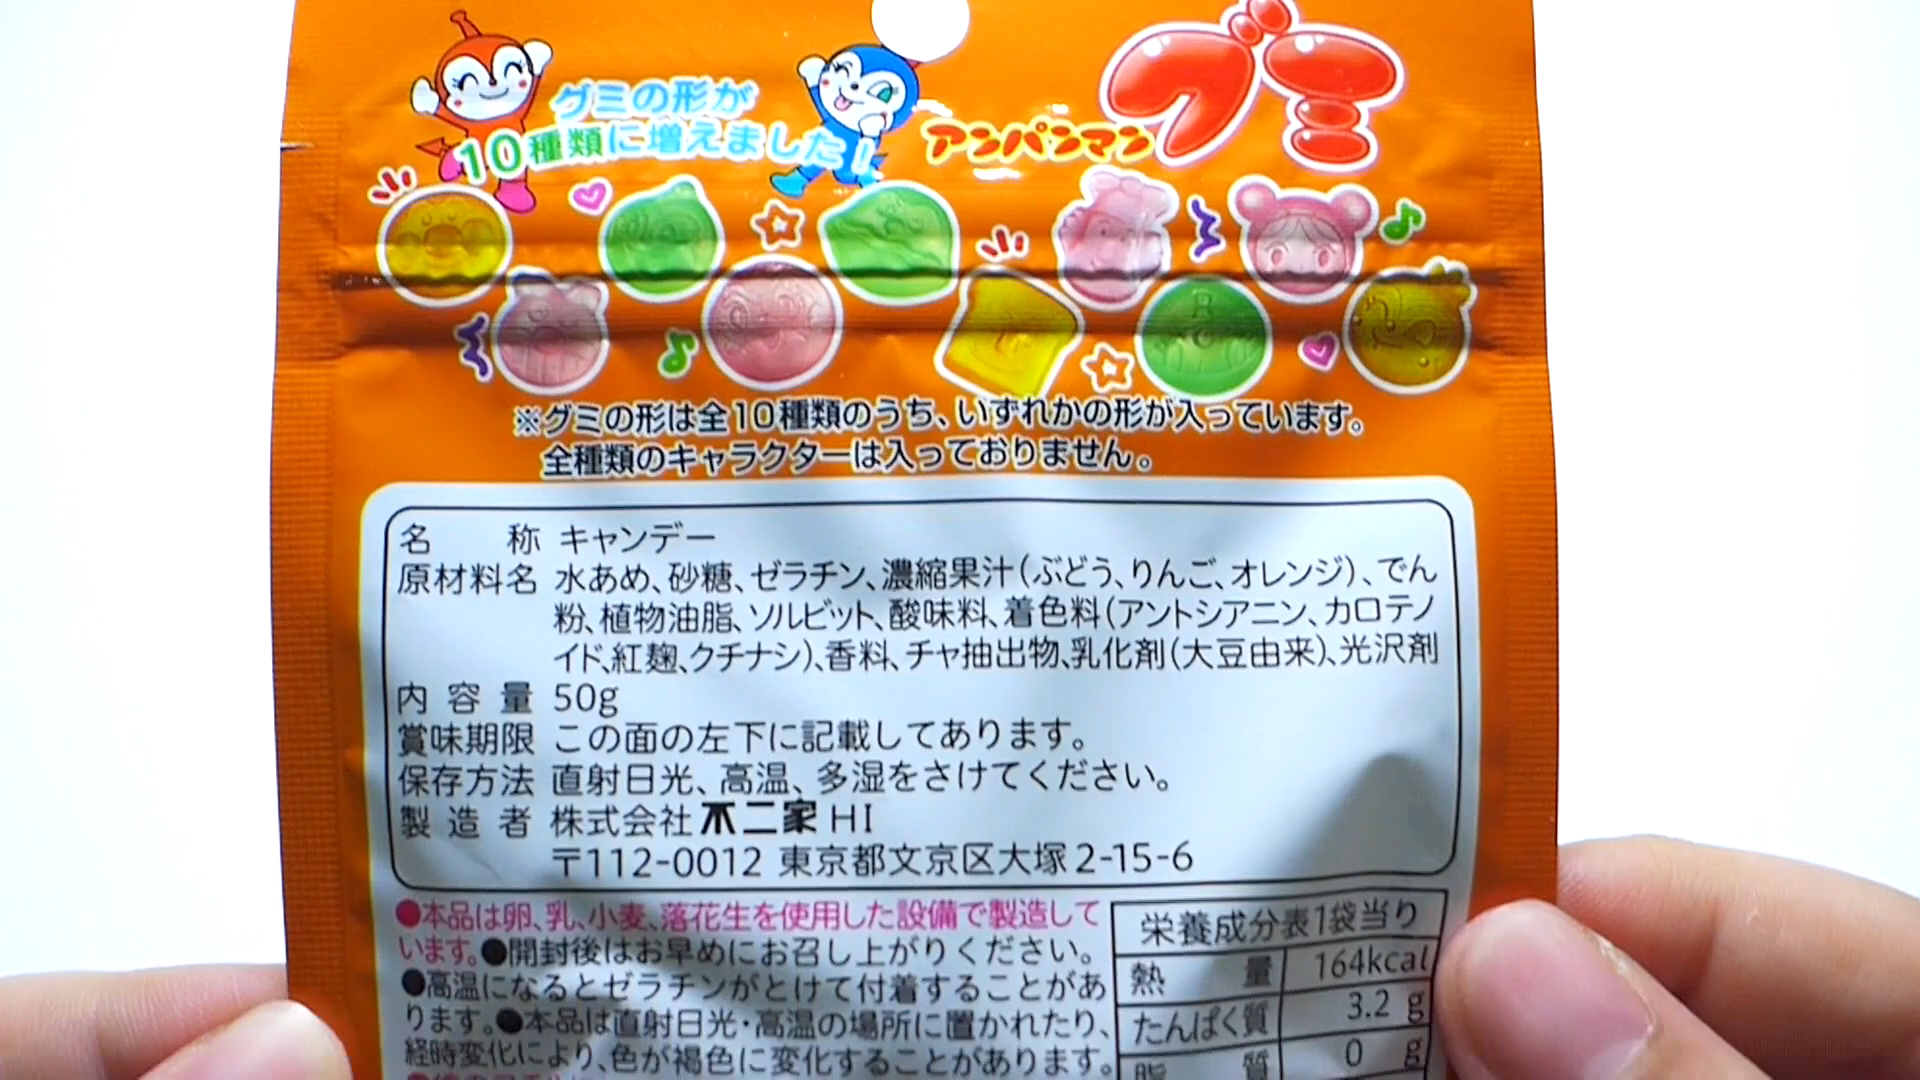 グミの形が
10種類に増えました!
アンパンマングミ
※グミの形は全10種類のうち、いずれかの形が入っています。
全種類のキャラクターは入っておりません。
名称 キャンデー
原材料名 水あめ、砂糖、ゼラチン、濃縮果汁(ぶどう、りんご、オレンジ)、でん
粉、植物油脂、ソルビット、酸味料、着色料(アントシアニン、カロテノ
イド、紅麹、クチナシ)、香料、チャ抽出物、乳化剤(大豆由来)、光沢剤
内容量 50g
賞味期限 この面の左下に記載してあります。
保存方法 直射日光、高温、多湿をさけてください。
製造者 株式会社不二家HI
〒112-0012 東京都文京区大塚2-15-6
●本品は卵、乳、小麦、落花生を使用した設備で製造して
います。●開封後はお早めにお召し上がりください。
●高温になるとゼラチンがとけて付着することがあ
ります。●本品は直射日光・高温の場所に置かれたり、
経時変化により、色が褐色に変化することがあります。
栄養成分表1袋当り
熱量 164kcal
たんぱく質 3.2 g
脂質 0 g